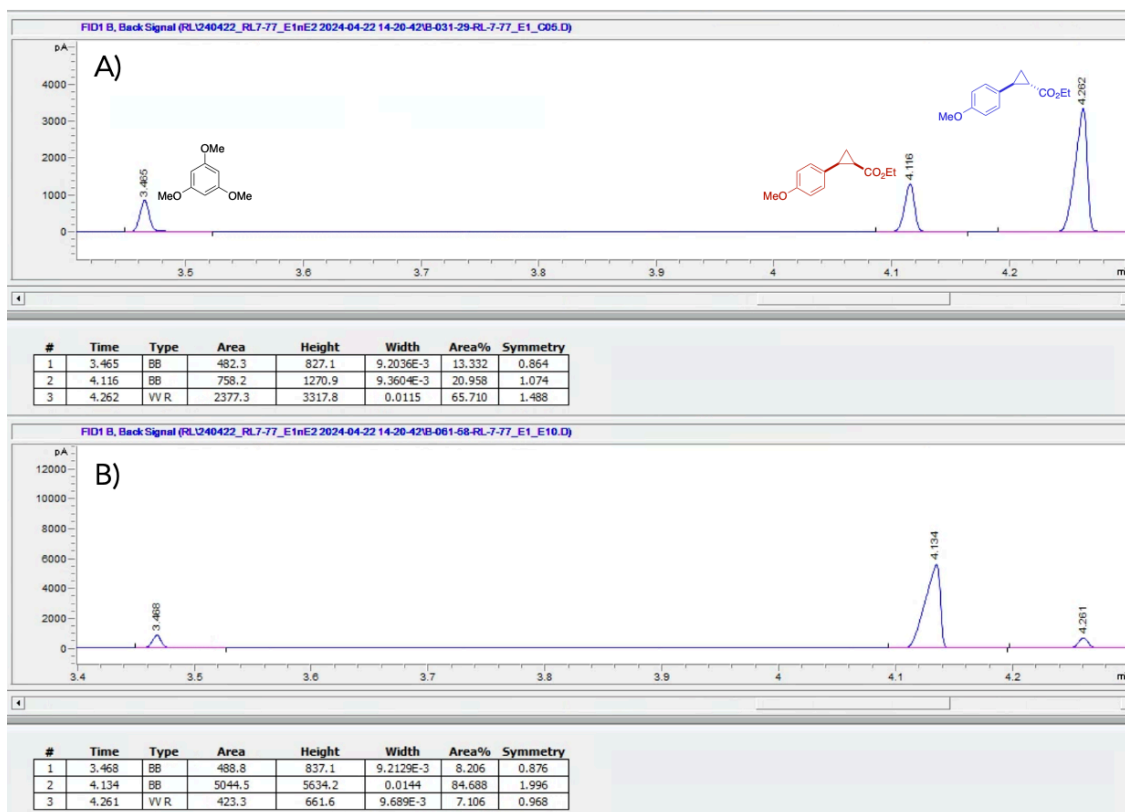 FID1 B, Back Signal (RL\240422_RL7-77_E1nE2 2024-04-22 14-20-42\B-031-29-RL-7-77_E1_C05.D)
pA
A)
4000
3000
2000
1000
0
3.465
OMe
MeO
OMe
4.116
CO2Et
MeO
4.262
CO2Et
MeO
3.5
3.6
3.7
3.8
3.9
4
4.1
4.2
m
# Time Type Area Height Width Area% Symmetry
1 3.465 BB 482.3 827.1 9.2036E-3 13.332 0.864
2 4.116 BB 758.2 1270.9 9.3604E-3 20.958 1.074
3 4.262 VV R 2377.3 3317.8 0.0115 65.710 1.488
FID1 B, Back Signal (RL\240422_RL7-77_E1nE2 2024-04-22 14-20-42\B-061-58-RL-7-77_E1_E10.D)
pA
B)
12000
10000
8000
6000
4000
2000
0
3.468
4.134
4.261
3.4
3.5
3.6
3.7
3.8
3.9
4
4.1
4.2
m
# Time Type Area Height Width Area% Symmetry
1 3.468 BB 488.8 837.1 9.2129E-3 8.206 0.876
2 4.134 BB 5044.5 5634.2 0.0144 84.688 1.996
3 4.261 VV R 423.3 661.6 9.689E-3 7.106 0.968